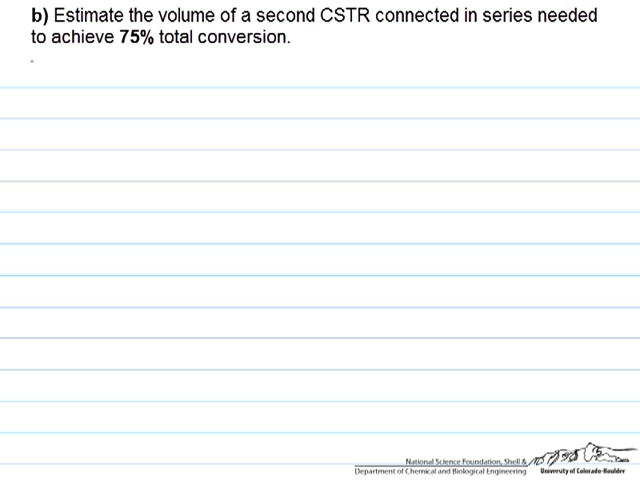 b) Estimate the volume of a second CSTR connected in series needed
to achieve 75% total conversion.
National Science Foundation, Shell &
Department of Chemical and Biological Engineering
University of Colorado-Boulder